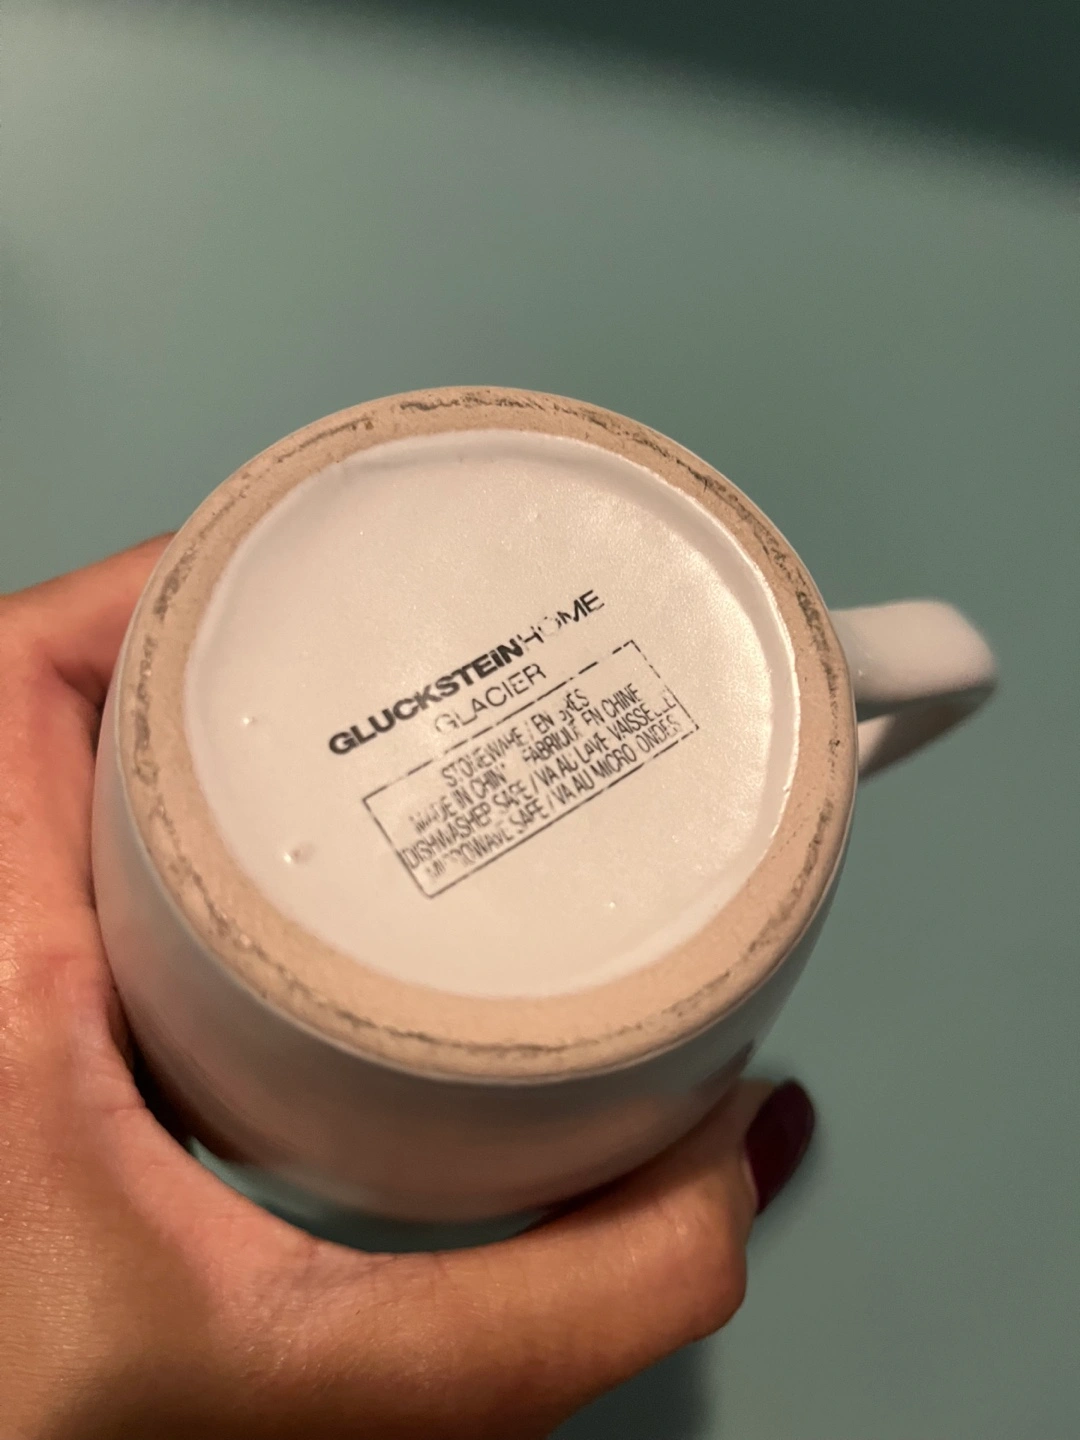 GLUCKSTEINHOME
GLACIER
STONEWARE / EN GRÈS
MADE IN CHINA FABRIQUÉ EN CHINE
DISHWASHER SAFE / VA AU LAVE VAISSELLE
MICROWAVE SAFE / VA AU MICRO ONDES